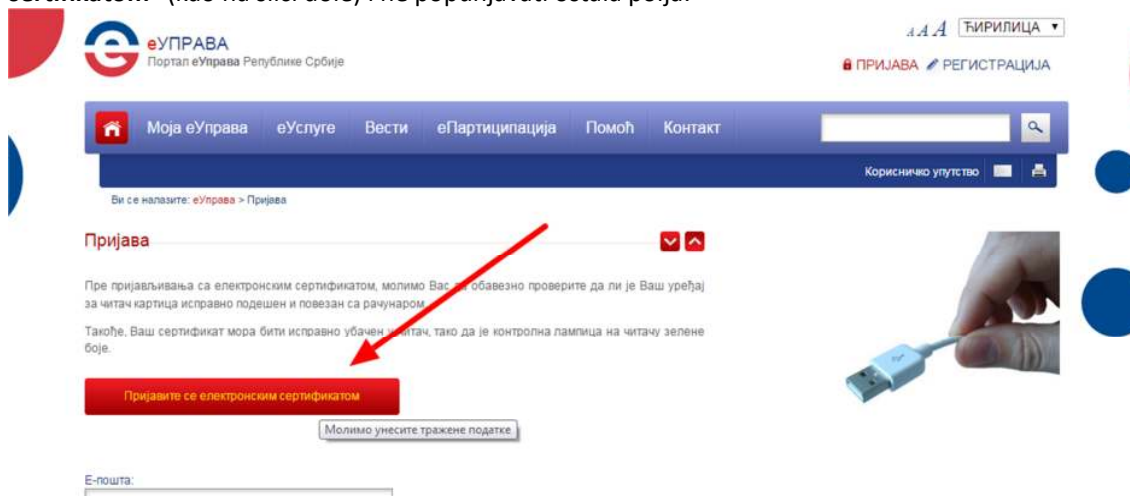 еУПРАВА
Портал еУправа Републике Србије
A A A ЋИРИЛИЦА
ПРИЈАВА РЕГИСТРАЦИЈА
Моја еУправа еУслуге Вести еПартиципација Помоћ Контакт
Корисничко упутство
Ви се налазите: еУправа > Пријава
Пријава
Пре пријављивања са електронским сертификатом, молимо Вас обавезно проверите да ли је Ваш уређај
за читач картица исправно подешен и повезан са рачунаром.
Такође, Ваш сертификат мора бити исправно убачен у читач, тако да је контролна лампица на читачу зелене
боје.
Пријавите се електронским сертификатом
Молимо унесите тражене податке
Е-пошта: